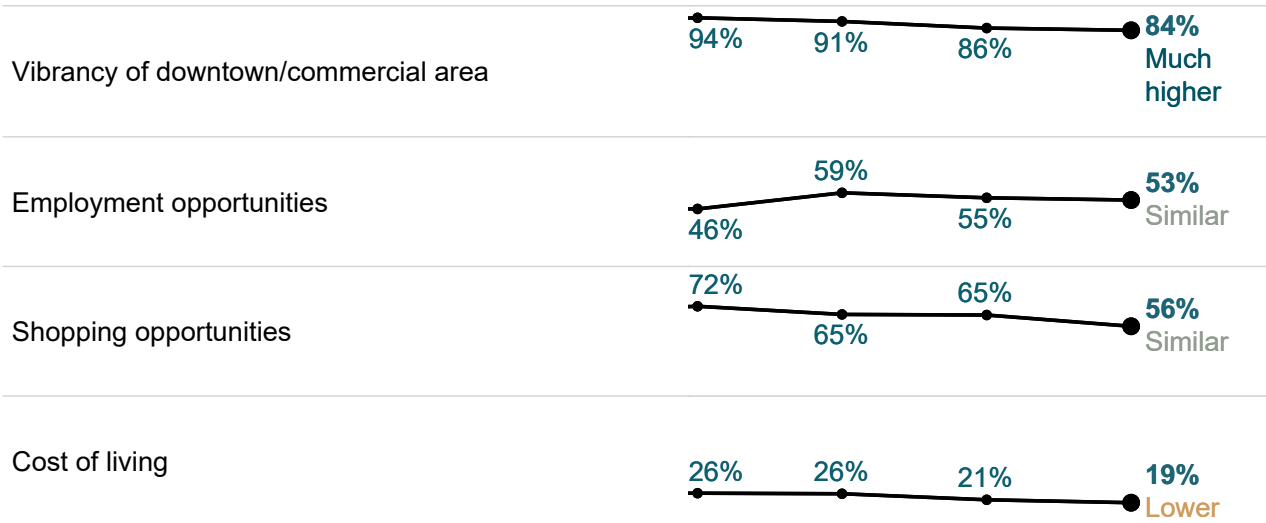 94%
91%
86%
84%
Much
higher
Vibrancy of downtown/commercial area
59%
53%
Employment opportunities
Similar
46%
55%
72%
65%
56%
Shopping opportunities
65%
Similar
Cost of living
26%
26%
21%
19%
Lower